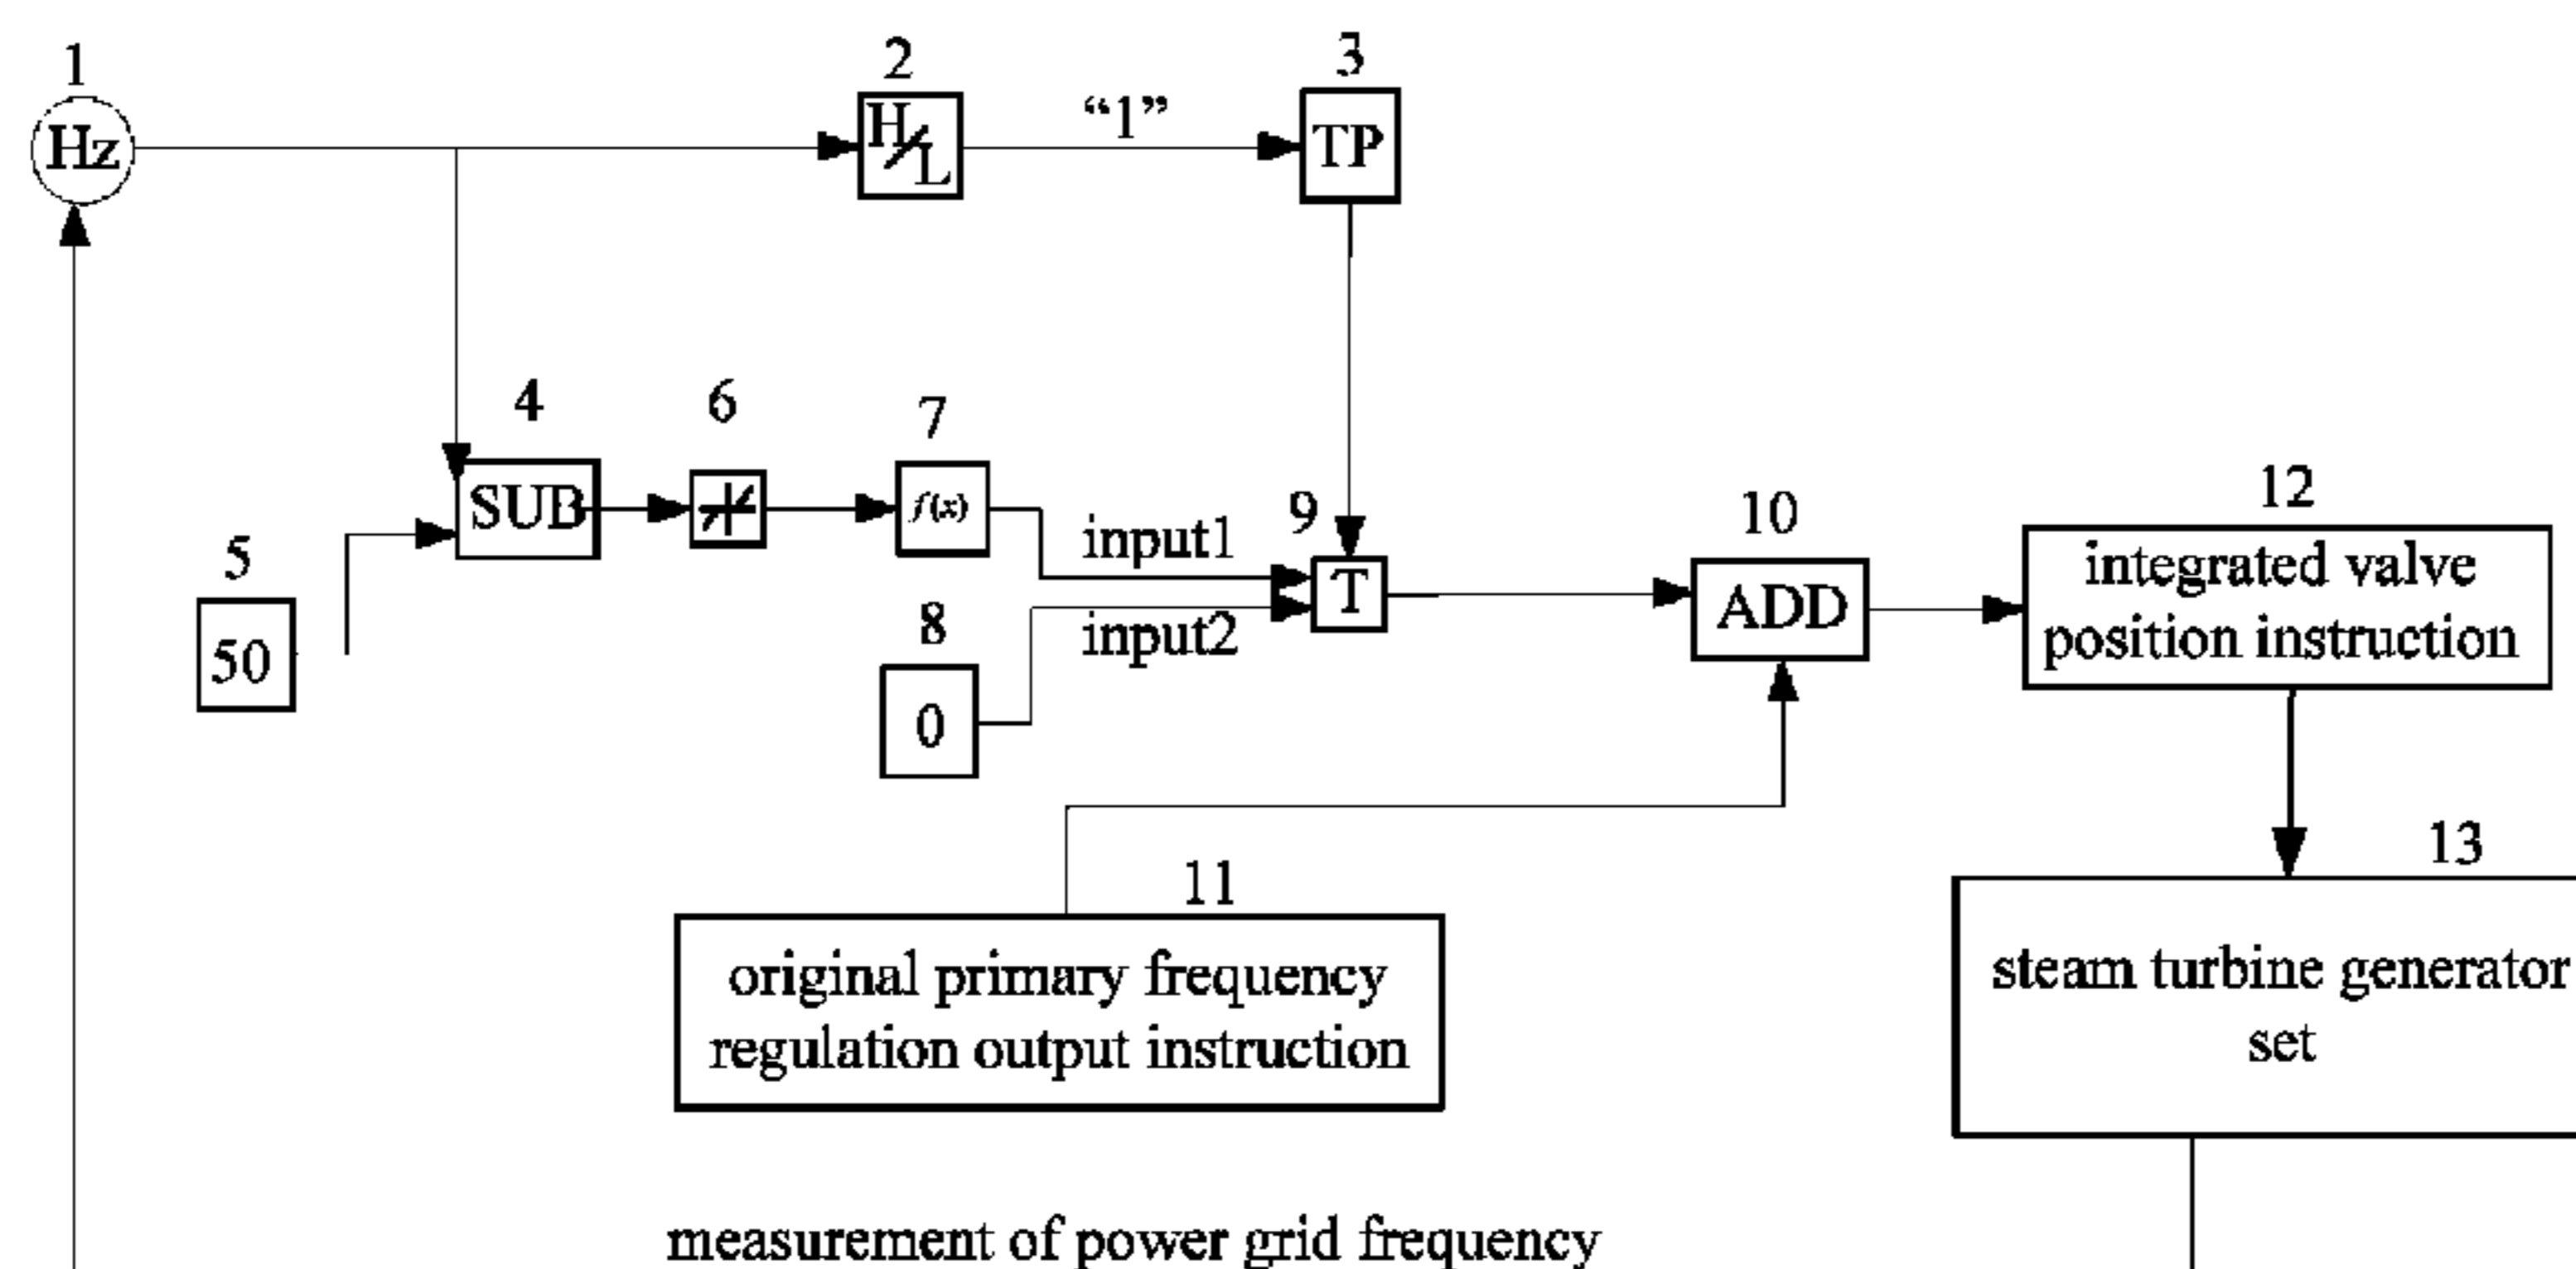 1
2
3
Hz
H/L
“1”
TP
4
6
7
SUB
f(x)
5
50
input1
9
T
8
input2
0
10
ADD
12
integrated valve
position instruction
11
original primary frequency
regulation output instruction
13
steam turbine generator
set
measurement of power grid frequency